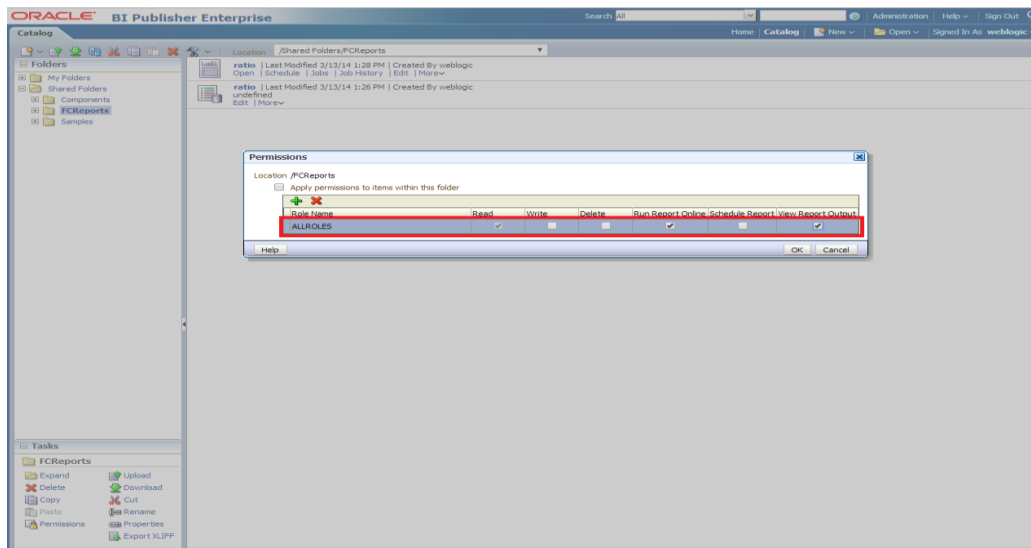 ORACLE BI Publisher Enterprise Search All Administration Help Sign Out
Catalog Home Catalog New Open Signed In As weblogic
Location /Shared Folders/FCReports
Folders
My Folders
Shared Folders
Components
FCReports
Samples
ratio | Last Modified 3/13/14 1:28 PM | Created By weblogic
Open | Schedule | Jobs | Job History | Edit | More
ratio | Last Modified 3/13/14 1:26 PM | Created By weblogic
undefined
Edit | More
Permissions
Location /FCReports
Apply permissions to items within this folder
Role Name Read Write Delete Run Report Online Schedule Report View Report Output
ALLROLES
Help OK Cancel
Tasks
FCReports
Expand Upload
Delete Download
Copy Cut
Paste Rename
Permissions Properties
Export XLIFF